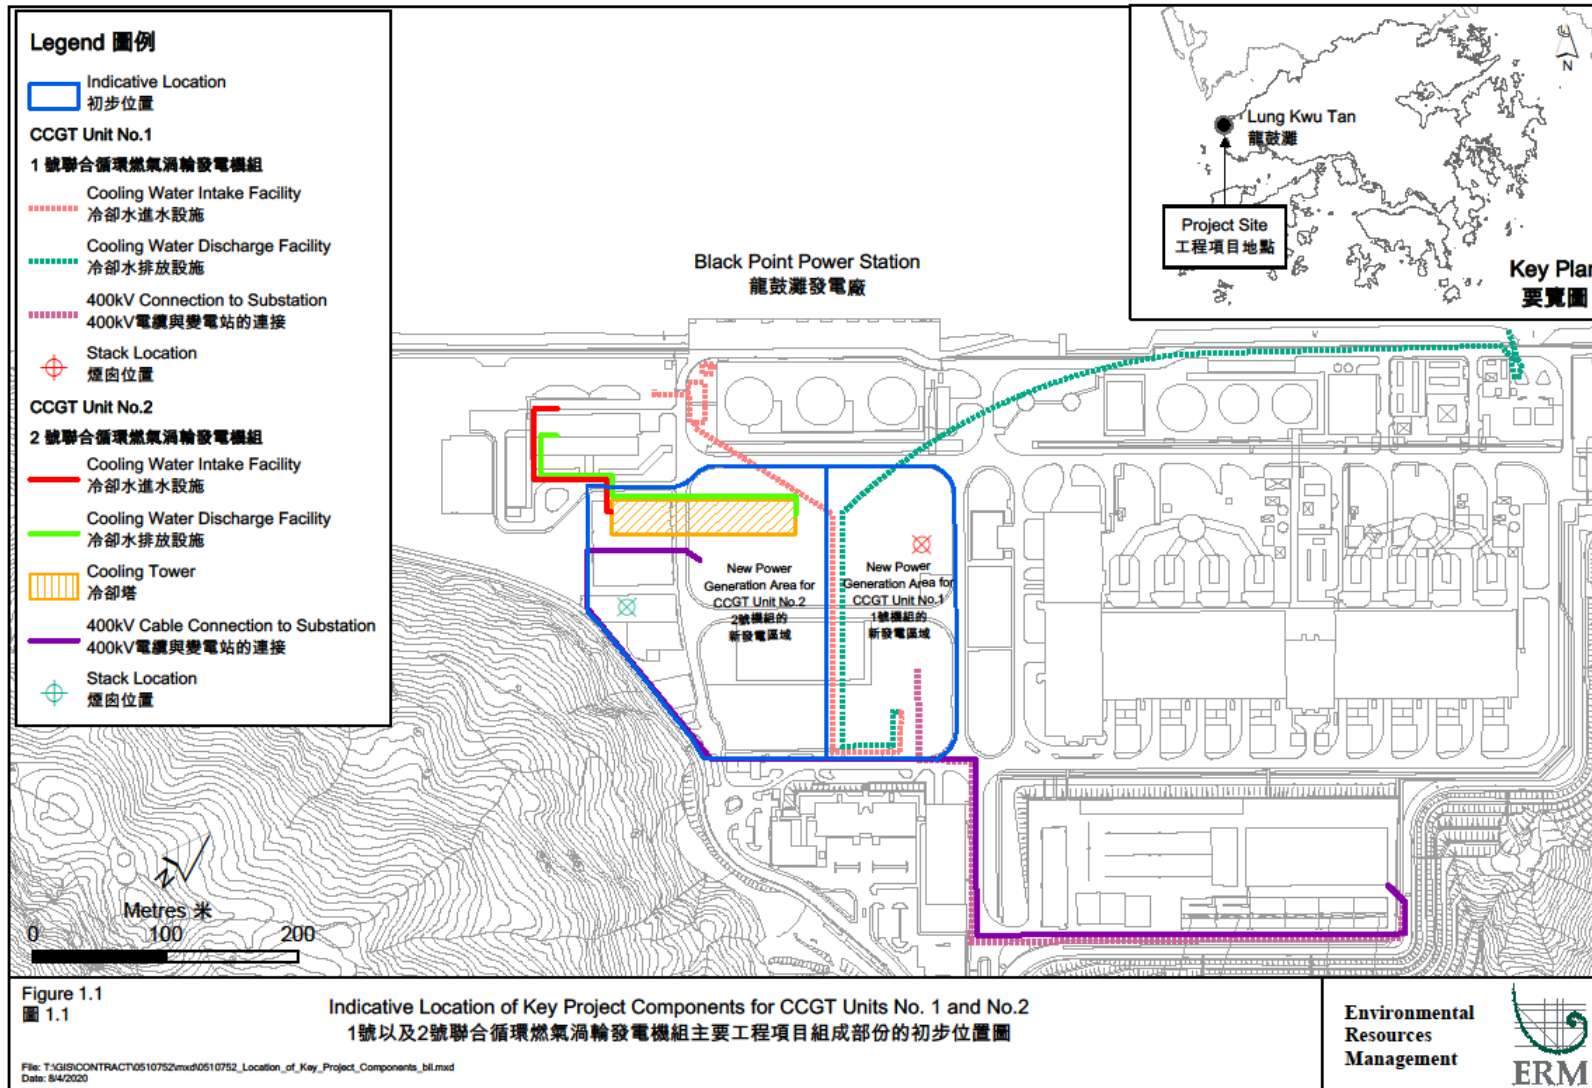 Legend 圖例
Indicative Location
初步位置
CCGT Unit No.1
1 號聯合循環燃氣渦輪發電機組
Cooling Water Intake Facility
冷卻水進水設施
Cooling Water Discharge Facility
冷卻水排放設施
400kV Connection to Substation
400kV電纜與變電站的連接
Stack Location
煙囪位置
CCGT Unit No.2
2 號聯合循環燃氣渦輪發電機組
Cooling Water Intake Facility
冷卻水進水設施
Cooling Water Discharge Facility
冷卻水排放設施
Cooling Tower
冷卻塔
400kV Cable Connection to Substation
400kV電纜與變電站的連接
Stack Location
煙囪位置
N
Lung Kwu Tan
龍鼓灘
Project Site
工程項目地點
Key Plan
要覽圖
Black Point Power Station
龍鼓灘發電廠
New Power
Generation Area for
CCGT Unit No.2
2號機組的
新發電區域
New Power
Generation Area for
CCGT Unit No.1
1號機組的
新發電區域
N
Metres 米
0 100 200
Figure 1.1
圖 1.1
Indicative Location of Key Project Components for CCGT Units No. 1 and No.2
1號以及2號聯合循環燃氣渦輪發電機組主要工程項目組成部份的初步位置圖
File: T:\GIS\CONTRACT\0510752\mxd\0510752_Location_of_Key_Project_Components_bil.mxd
Date: 8/4/2020
Environmental
Resources
Management
ERM